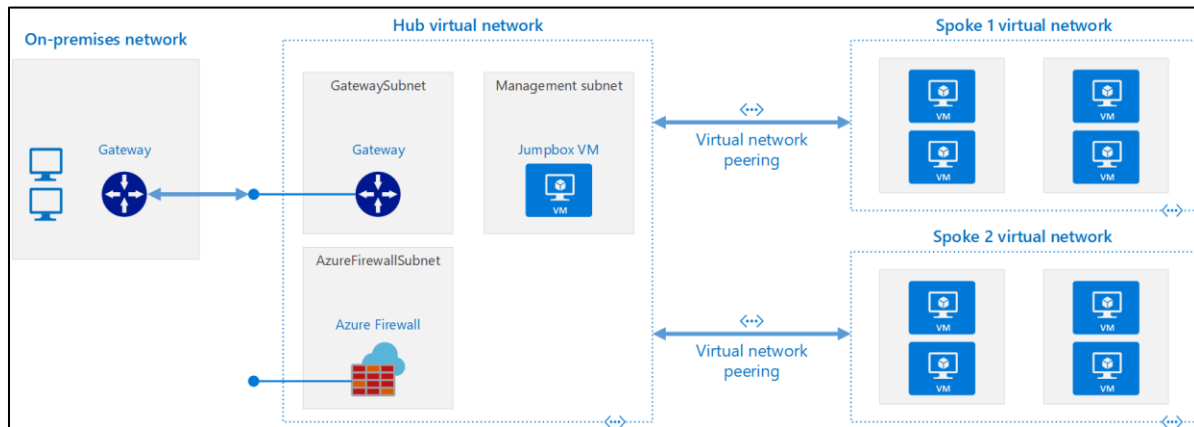 On-premises network
Gateway
Hub virtual network
GatewaySubnet
Gateway
Management subnet
Jumpbox VM
VM
AzureFirewallSubnet
Azure Firewall
Virtual network
peering
Virtual network
peering
Spoke 1 virtual network
VM
VM
VM
VM
Spoke 2 virtual network
VM
VM
VM
VM